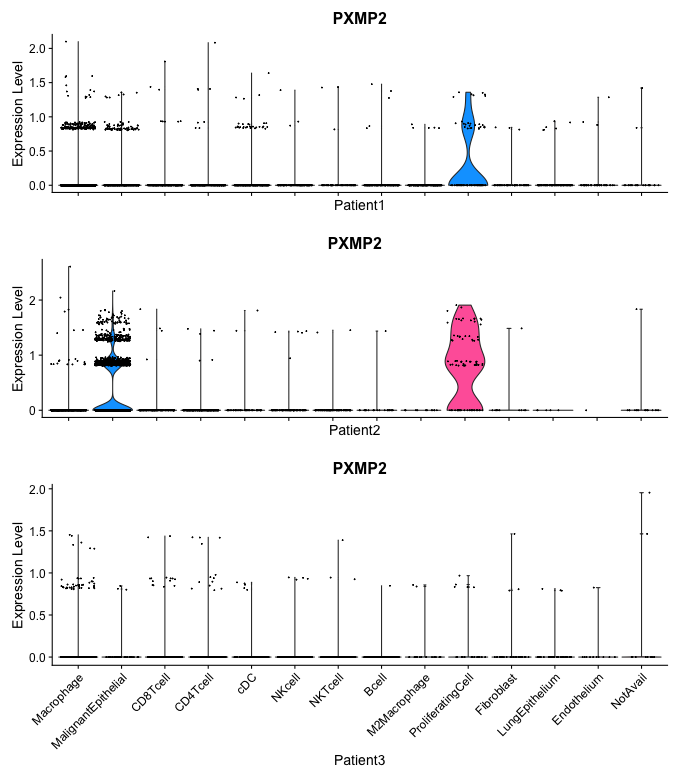 PXMP2
Expression Level
2.0
1.5
1.0
0.5
0.0
Patient1
PXMP2
Expression Level
2
1
0
Patient2
PXMP2
Expression Level
2.0
1.5
1.0
0.5
0.0
Macrophage
MalignantEpithelial
CD8Tcell
CD4Tcell
cDC
NKcell
NKTcell
Bcell
M2Macrophage
ProliferatingCell
Fibroblast
LungEpithelium
Endothelium
NotAvail
Patient3